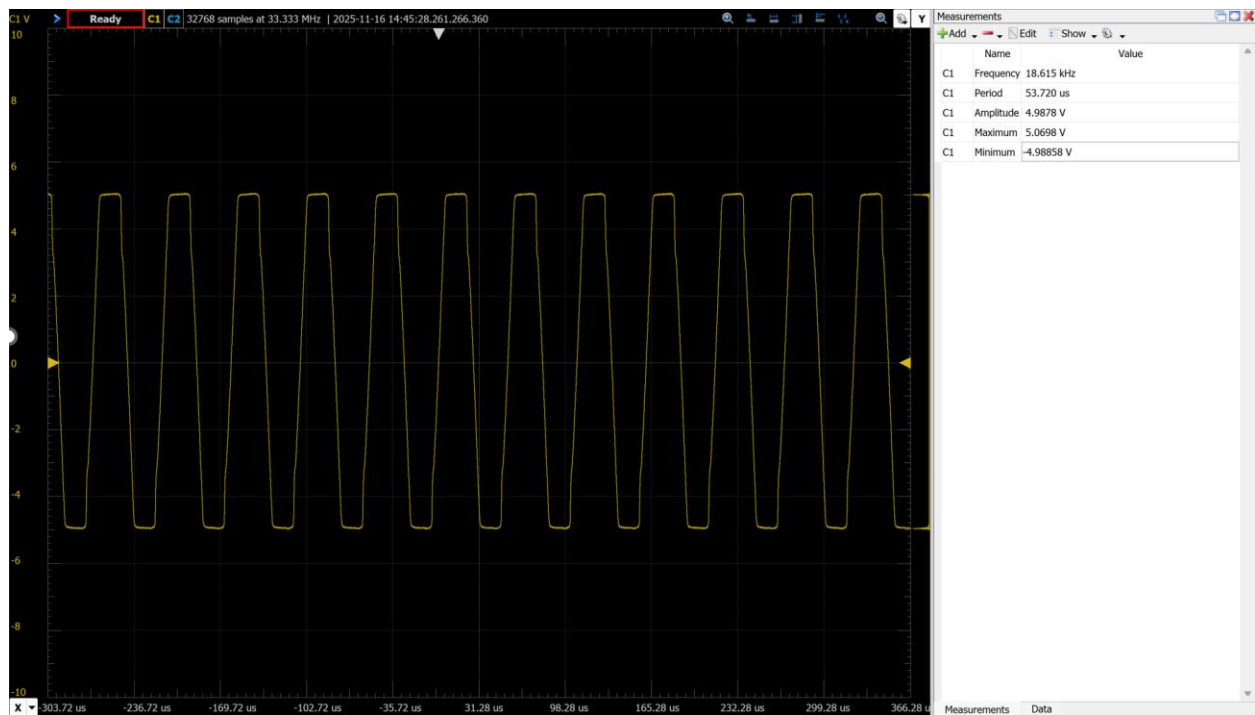 C1 V Ready C1 C2 32768 samples at 33.333 MHz | 2025-11-16 14:45:28.261.266.360 Y
10
8
6
4
2
0
-2
-4
-6
-8
-10
X -303.72 us -236.72 us -169.72 us -102.72 us -35.72 us 31.28 us 98.28 us 165.28 us 232.28 us 299.28 us 366.28 u
Measurements
Add Edit Show
Name Value
C1 Frequency 18.615 kHz
C1 Period 53.720 us
C1 Amplitude 4.9878 V
C1 Maximum 5.0698 V
C1 Minimum -4.98858 V
Measurements Data